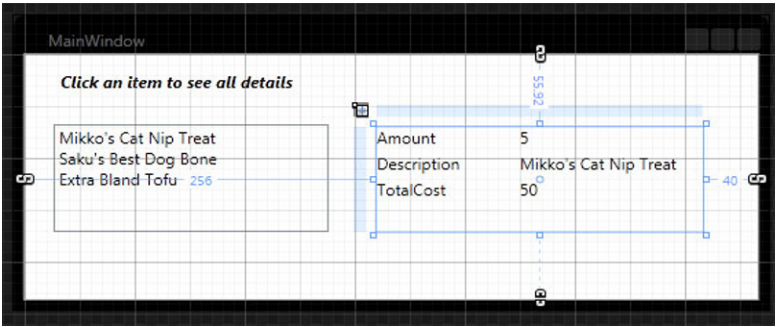 MainWindow
Click an item to see all details
55.92
Mikko's Cat Nip Treat
Saku's Best Dog Bone
Extra Bland Tofu 256
Amount 5
Description Mikko's Cat Nip Treat
TotalCost 50
40